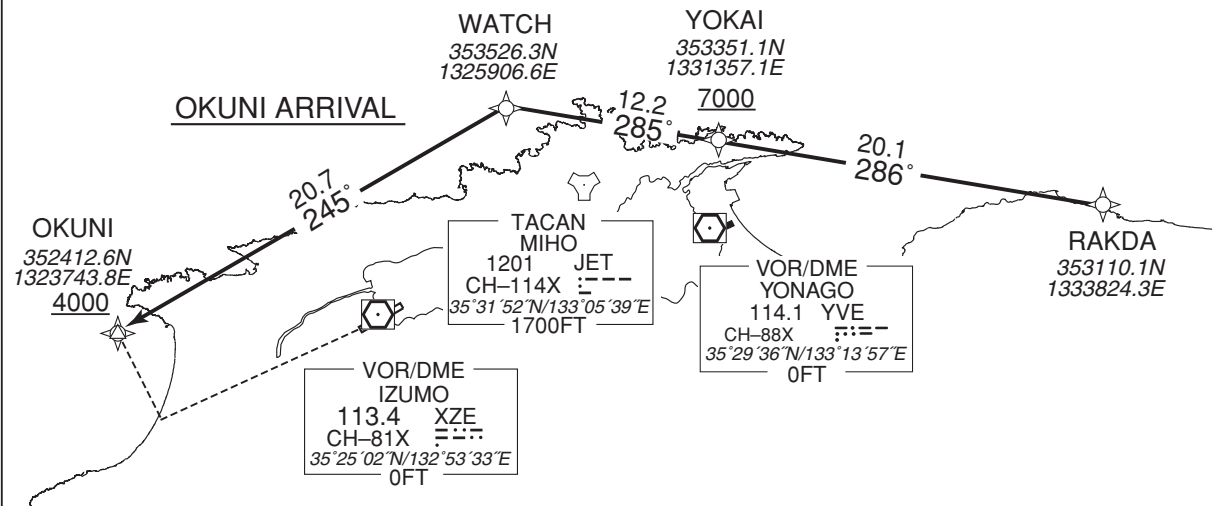 OKUNI ARRIVAL
WATCH
353526.3N
1325906.6E
YOKAI
353351.1N
1331357.1E
7000
12.2
285°
20.1
286°
20.7
245°
OKUNI
352412.6N
1323743.8E
4000
RAKDA
353110.1N
1333824.3E
TACAN
MIHO
1201 JET
CH–114X
35°31´52˝N/133°05´39˝E
1700FT
VOR/DME
YONAGO
114.1 YVE
CH–88X
35°29´36˝N/133°13´57˝E
0FT
VOR/DME
IZUMO
113.4 XZE
CH–81X
35°25´02˝N/132°53´33˝E
0FT